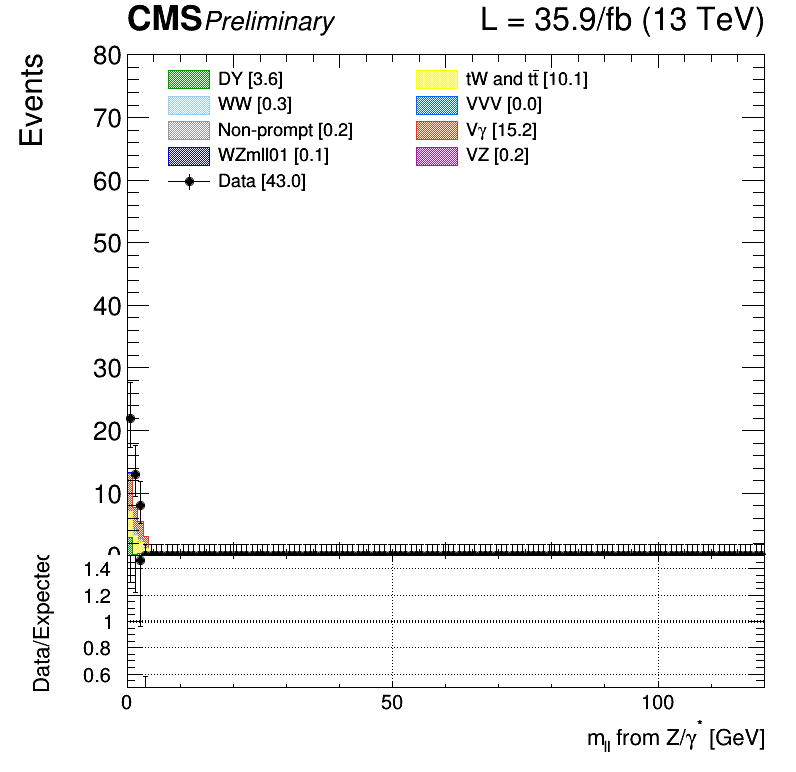 CMS Preliminary L = 35.9/fb (13 TeV)
Events
80
70
60
50
40
30
20
10
0
DY [3.6]
WW [0.3]
Non-prompt [0.2]
WZmll01 [0.1]
Data [43.0]
tW and tt̄ [10.1]
VVV [0.0]
Vγ [15.2]
VZ [0.2]
Data/Expected
1.4
1.2
1
0.8
0.6
0 50 100
m_ll from Z/γ* [GeV]